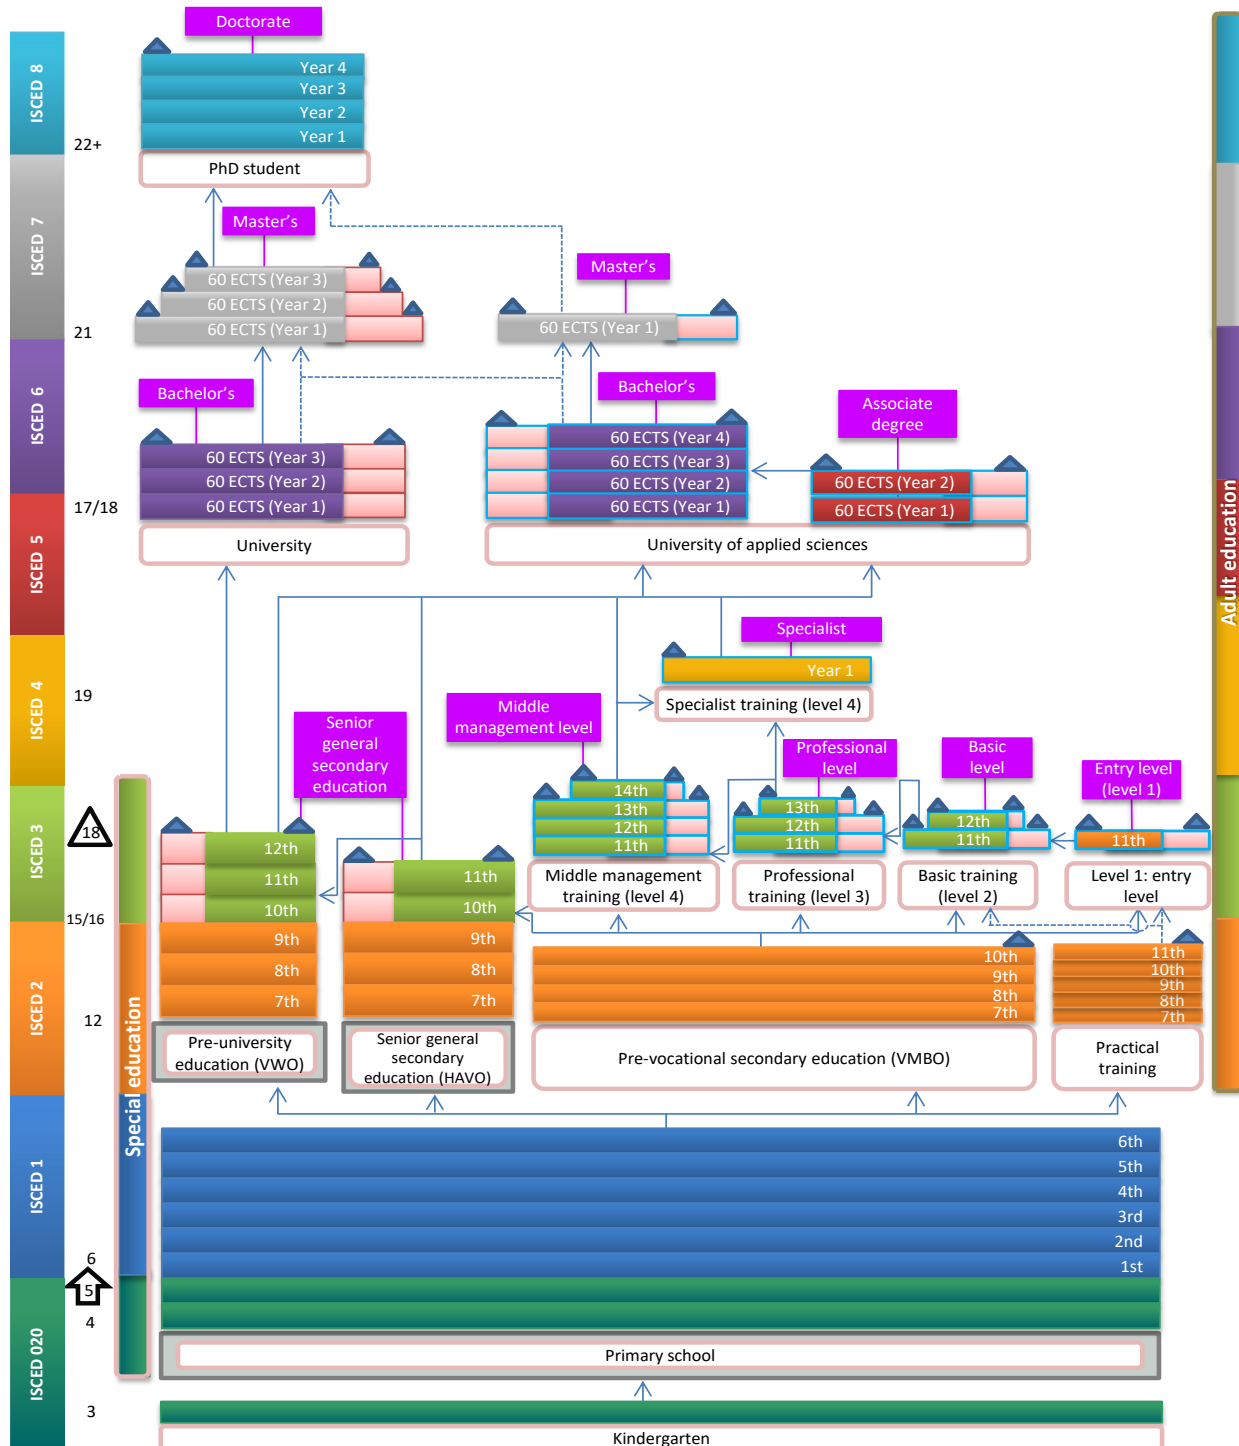 Doctorate
ISCED 8
Year 4
Year 3
Year 2
Year 1
22+
PhD student
ISCED 7
Master's
60 ECTS (Year 3)
60 ECTS (Year 2)
60 ECTS (Year 1)
Master's
60 ECTS (Year 1)
21
ISCED 6
Bachelor's
60 ECTS (Year 3)
60 ECTS (Year 2)
60 ECTS (Year 1)
Bachelor's
60 ECTS (Year 4)
60 ECTS (Year 3)
60 ECTS (Year 2)
60 ECTS (Year 1)
Associate
degree
60 ECTS (Year 2)
60 ECTS (Year 1)
17/18
University
University of applied sciences
ISCED 5
Adult education
ISCED 4
Specialist
Year 1
19
Specialist training (level 4)
Middle
management level
Senior
general
secondary
education
Professional
level
Basic
level
Entry level
(level 1)
ISCED 3
18
12th
11th
10th
11th
10th
14th
13th
12th
11th
13th
12th
11th
12th
11th
11th
Middle management
training (level 4)
Professional
training (level 3)
Basic training
(level 2)
Level 1: entry
level
15/16
ISCED 2
9th
8th
7th
9th
8th
7th
10th
9th
8th
7th
11th
10th
9th
8th
7th
12
Pre-university
education (VWO)
Senior general
secondary
education (HAVO)
Pre-vocational secondary education (VMBO)
Practical
training
Special education
ISCED 1
6th
5th
4th
3rd
2nd
1st
6
5
4
ISCED 020
Primary school
3
Kindergarten